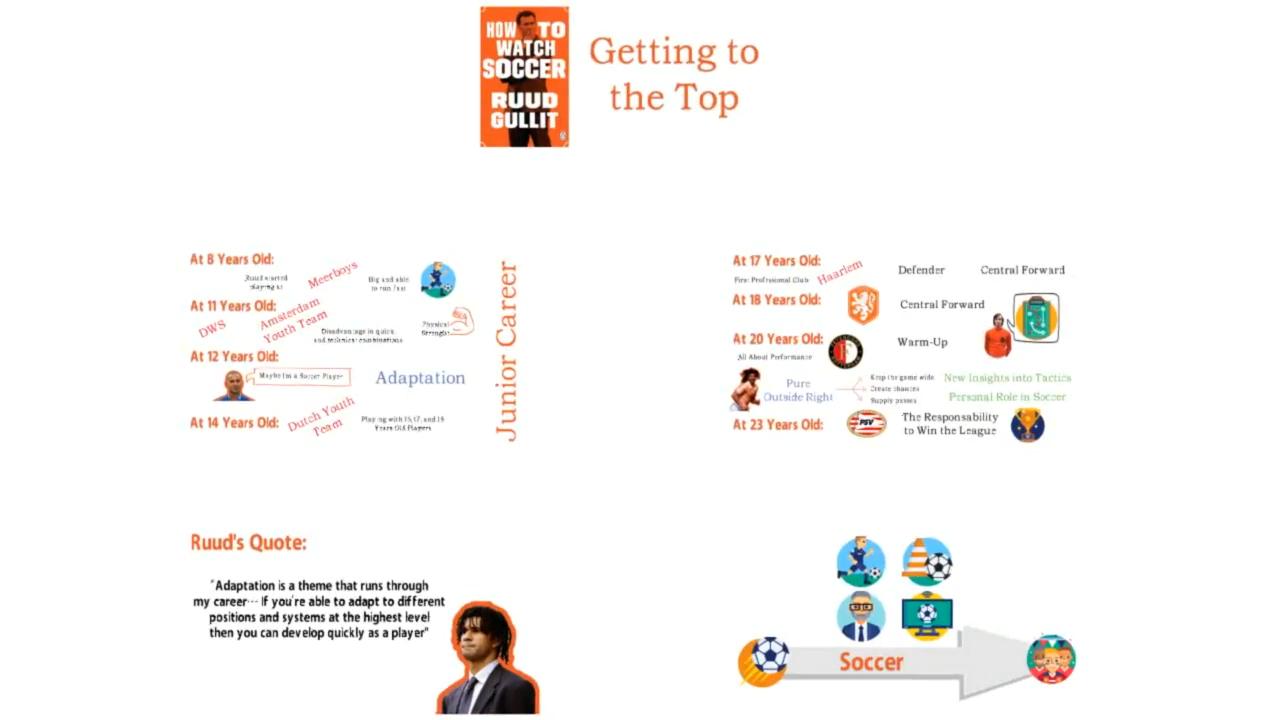 HOW TO
WATCH
SOCCER
RUUD
GULLIT
Getting to
the Top
At 8 Years Old:
Ruud started
playing at
Meerboys
Big and able
to run fast
At 11 Years Old:
DWS
Amsterdam
Youth Team
Disadvantage in quick,
and technical combinations
Physical
Strenght
At 12 Years Old:
Maybe I'm a Soccer Player
Adaptation
At 14 Years Old:
Dutch Youth
Team
Playing with 15, 17, and 19
Years Old Players
Junior Career
At 17 Years Old:
First Professional Club
Haarlem
Defender
Central Forward
At 18 Years Old:
Central Forward
At 20 Years Old:
Warm-Up
All About Performance
Pure
Outside Right
Keep the game wide
Create chances
Supply passes
New Insights into Tactics
Personal Role in Soccer
At 23 Years Old:
PSV
The Responsability
to Win the League
Ruud's Quote:
"Adaptation is a theme that runs through
my career... If you're able to adapt to different
positions and systems at the highest level
then you can develop quickly as a player"
Soccer